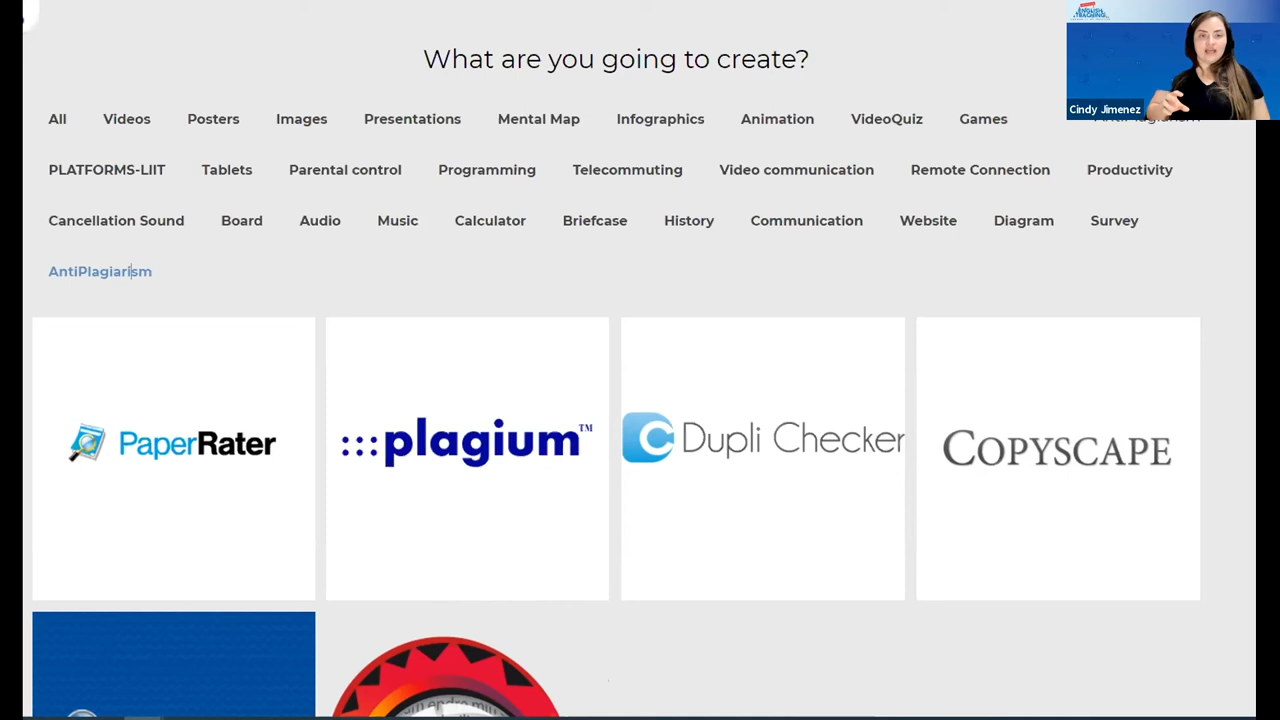 What are you going to create?
ENGLISH
TEACHING
Cindy Jimenez
All Videos Posters Images Presentations Mental Map Infographics Animation VideoQuiz Games
PLATFORMS-LIIT Tablets Parental control Programming Telecommuting Video communication Remote Connection Productivity
Cancellation Sound Board Audio Music Calculator Briefcase History Communication Website Diagram Survey
AntiPlagiarism
PaperRater :::plagium™ Dupli Checker COPYSCAPE